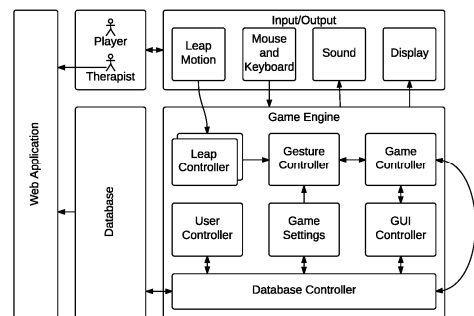 Web Application
Player
Therapist
Database
Input/Output
Leap
Motion
Mouse
and
Keyboard
Sound
Display
Game Engine
Leap
Controller
Gesture
Controller
Game
Controller
User
Controller
Game
Settings
GUI
Controller
Database Controller